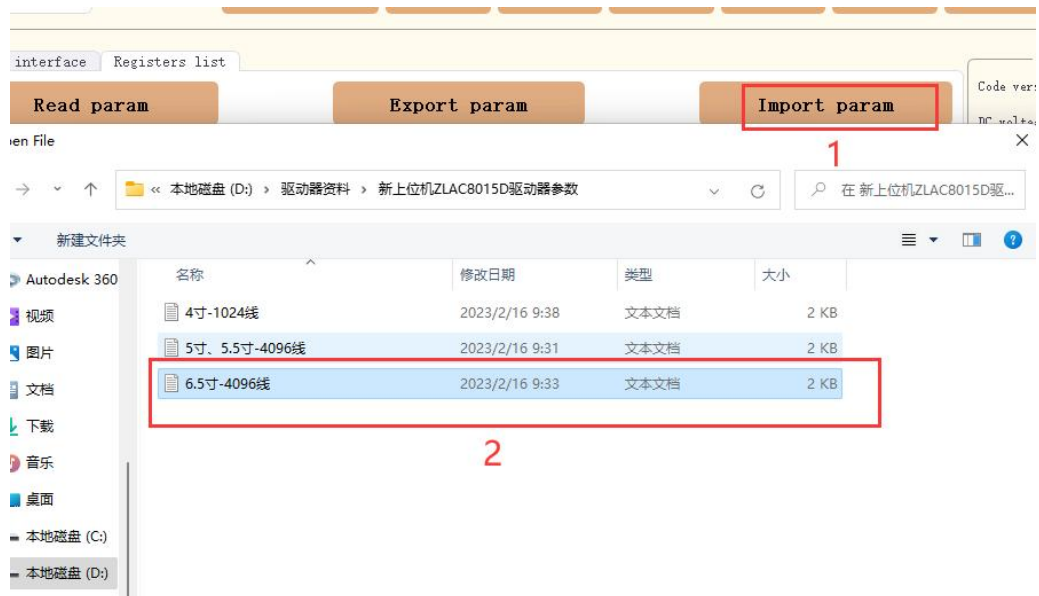 interface Registers list
Read param Export param Import param
Code ver
DC volta
1
en File
« 本地磁盘 (D:) › 驱动器资料 › 新上位机ZLAC8015D驱动器参数
在 新上位机ZLAC8015D驱...
新建文件夹
名称 修改日期 类型 大小
Autodesk 360
4寸-1024线 2023/2/16 9:38 文本文档 2 KB
视频
5寸、5.5寸-4096线 2023/2/16 9:31 文本文档 2 KB
图片
6.5寸-4096线 2023/2/16 9:33 文本文档 2 KB
文档
2
下载
音乐
桌面
本地磁盘 (C:)
本地磁盘 (D:)